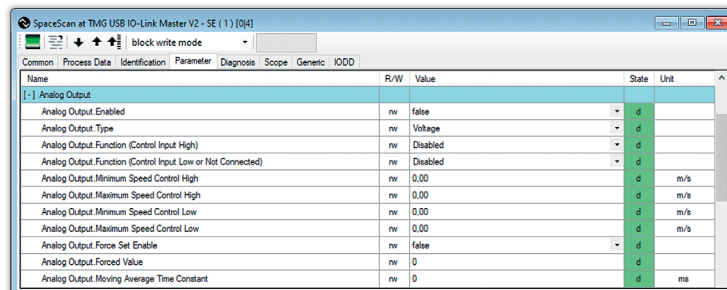 SpaceScan at TMG USB IO-Link Master V2 - SE ( 1 ) [0|4]
block write mode
Common Process Data Identification Parameter Diagnosis Scope Generic IODD
Name R/W Value State Unit
[ - ] Analog Output
Analog Output.Enabled rw false d
Analog Output.Type rw Voltage d
Analog Output.Function (Control Input High) rw Disabled d
Analog Output.Function (Control Input Low or Not Connected) rw Disabled d
Analog Output.Minimum Speed Control High rw 0,00 d m/s
Analog Output.Maximum Speed Control High rw 0,00 d m/s
Analog Output.Minimum Speed Control Low rw 0,00 d m/s
Analog Output.Maximum Speed Control Low rw 0,00 d m/s
Analog Output.Force Set Enable rw false d
Analog Output.Forced Value rw 0 d
Analog Output.Moving Average Time Constant rw 0 d ms